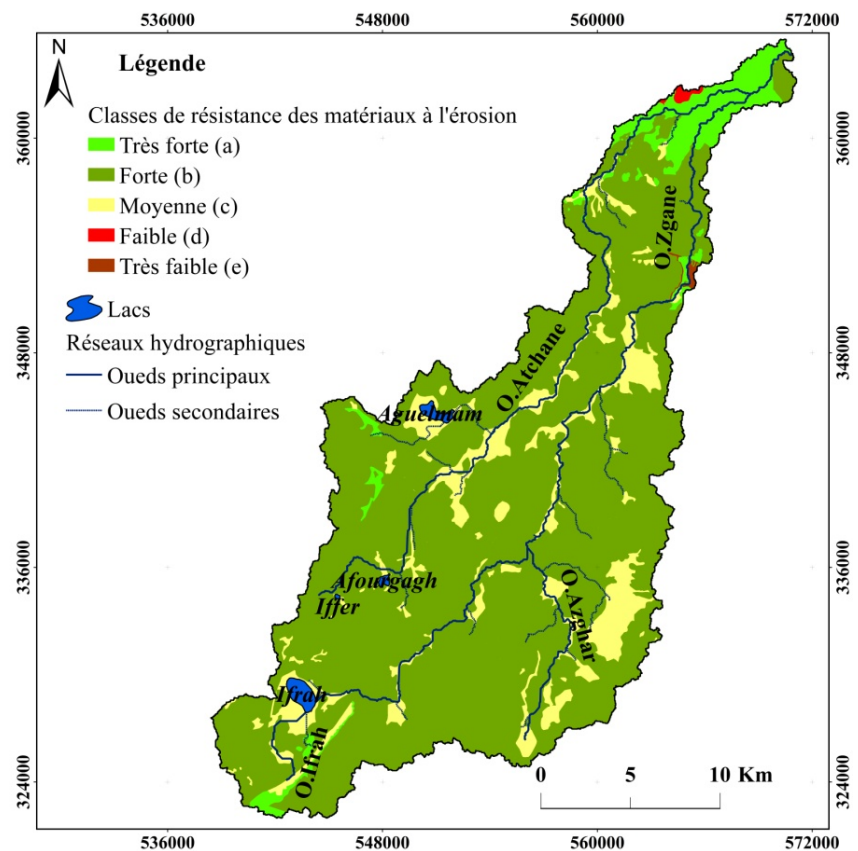 536000 548000 560000 572000
N
Légende
Classes de résistance des matériaux à l'érosion
Très forte (a)
Forte (b)
Moyenne (c)
Faible (d)
Très faible (e)
Lacs
Réseaux hydrographiques
Oueds principaux
Oueds secondaires
360000
348000
336000
324000
360000
348000
336000
324000
O.Zgane
O.Atchane
Aguelmam
Afourgagh
Iffer
O.Azghar
Ifrah
O.Ifrah
0 5 10 Km
536000 548000 560000 572000